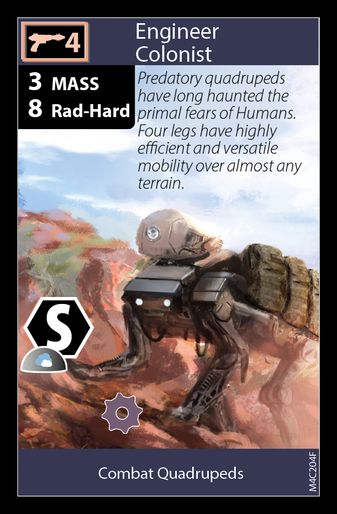 4
Engineer
Colonist
3 MASS
8 Rad-Hard
Predatory quadrupeds
have long haunted the
primal fears of Humans.
Four legs have highly
efficient and versatile
mobility over almost any
terrain.
S
Combat Quadrupeds
M4C204F